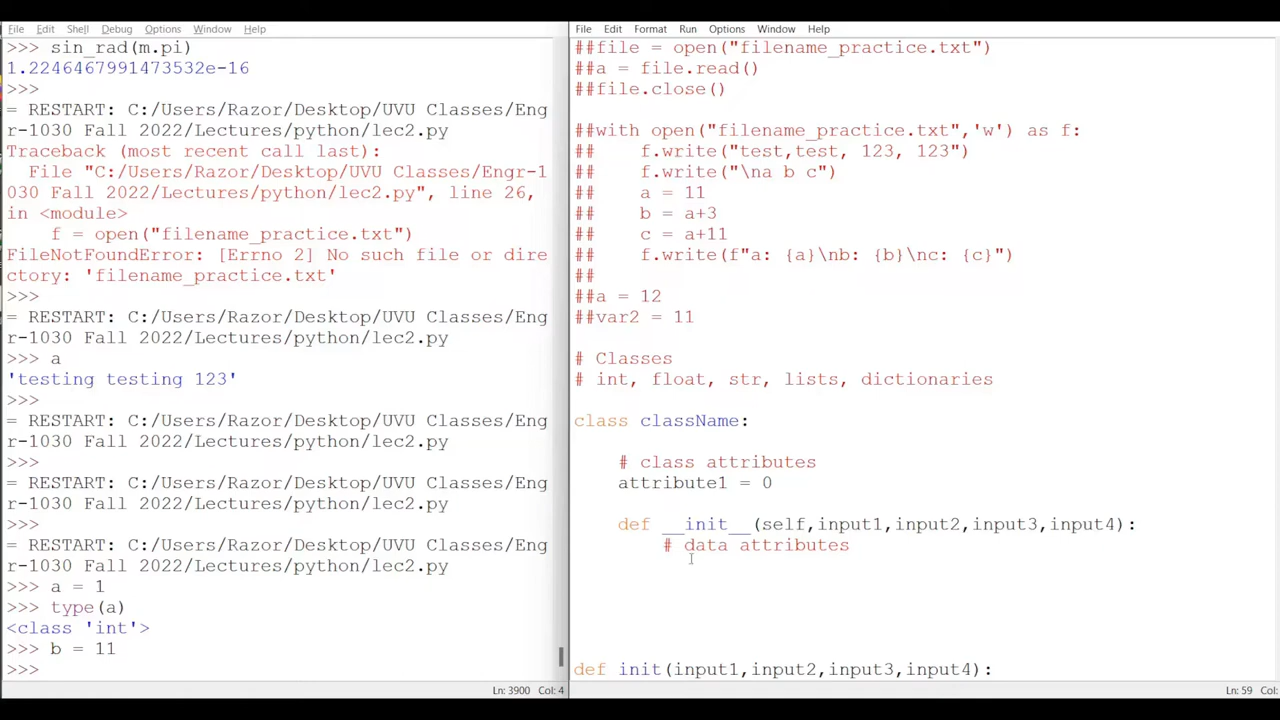 File Edit Shell Debug Options Window Help
>>> sin_rad(m.pi)
1.2246467991473532e-16
>>>
= RESTART: C:/Users/Razor/Desktop/UVU Classes/Eng
r-1030 Fall 2022/Lectures/python/lec2.py
Traceback (most recent call last):
  File "C:/Users/Razor/Desktop/UVU Classes/Engr-1
030 Fall 2022/Lectures/python/lec2.py", line 26,
in <module>
    f = open("filename_practice.txt")
FileNotFoundError: [Errno 2] No such file or dire
ctory: 'filename_practice.txt'
>>>
= RESTART: C:/Users/Razor/Desktop/UVU Classes/Eng
r-1030 Fall 2022/Lectures/python/lec2.py
>>> a
'testing testing 123'
>>>
= RESTART: C:/Users/Razor/Desktop/UVU Classes/Eng
r-1030 Fall 2022/Lectures/python/lec2.py
>>>
= RESTART: C:/Users/Razor/Desktop/UVU Classes/Eng
r-1030 Fall 2022/Lectures/python/lec2.py
>>>
= RESTART: C:/Users/Razor/Desktop/UVU Classes/Eng
r-1030 Fall 2022/Lectures/python/lec2.py
>>> a = 1
>>> type(a)
<class 'int'>
>>> b = 11
>>>
Ln: 3900 Col: 4
File Edit Format Run Options Window Help
##file = open("filename_practice.txt")
##a = file.read()
##file.close()
##with open("filename_practice.txt",'w') as f:
##    f.write("test,test, 123, 123")
##    f.write("\na b c")
##    a = 11
##    b = a+3
##    c = a+11
##    f.write(f"a: {a}\nb: {b}\nc: {c}")
##
##a = 12
##var2 = 11
# Classes
# int, float, str, lists, dictionaries
class className:
    # class attributes
    attribute1 = 0
    def __init__(self,input1,input2,input3,input4):
        # data attributes
def init(input1,input2,input3,input4):
Ln: 59 Col: